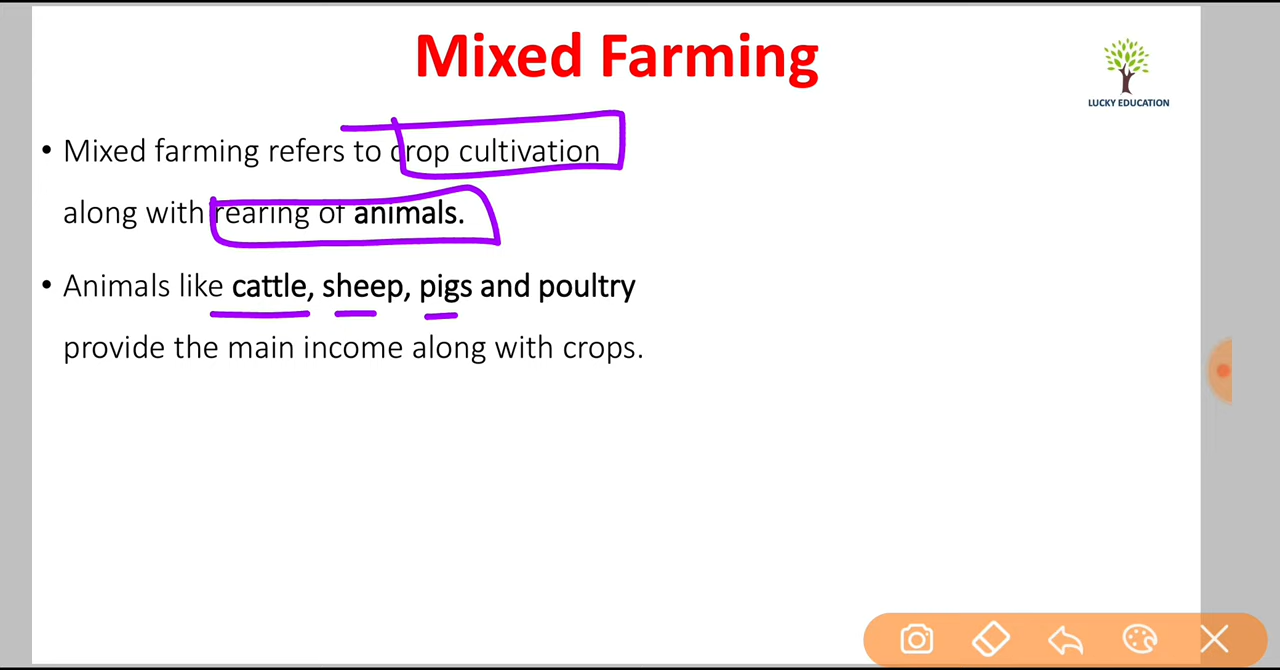 Mixed Farming
LUCKY EDUCATION
• Mixed farming refers to crop cultivation
along with rearing of animals.
• Animals like cattle, sheep, pigs and poultry
provide the main income along with crops.